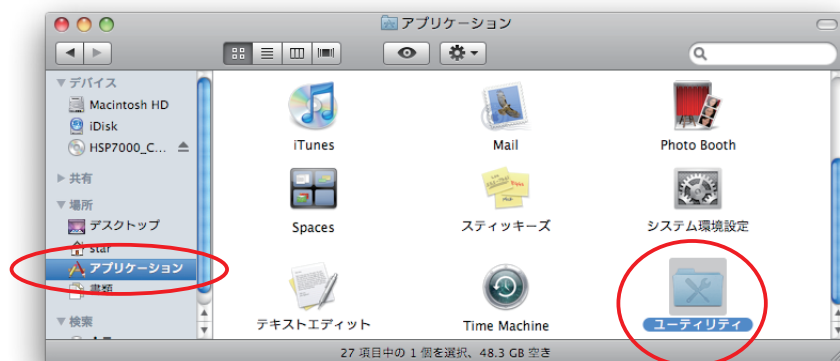 アプリケーション
デバイス
Macintosh HD
iDisk
HSP7000_C...
共有
場所
デスクトップ
star
アプリケーション
書類
検索
iTunes
Mail
Photo Booth
Spaces
スティッキーズ
システム環境設定
テキストエディット
Time Machine
ユーティリティ
27 項目中の 1 個を選択、48.3 GB 空き